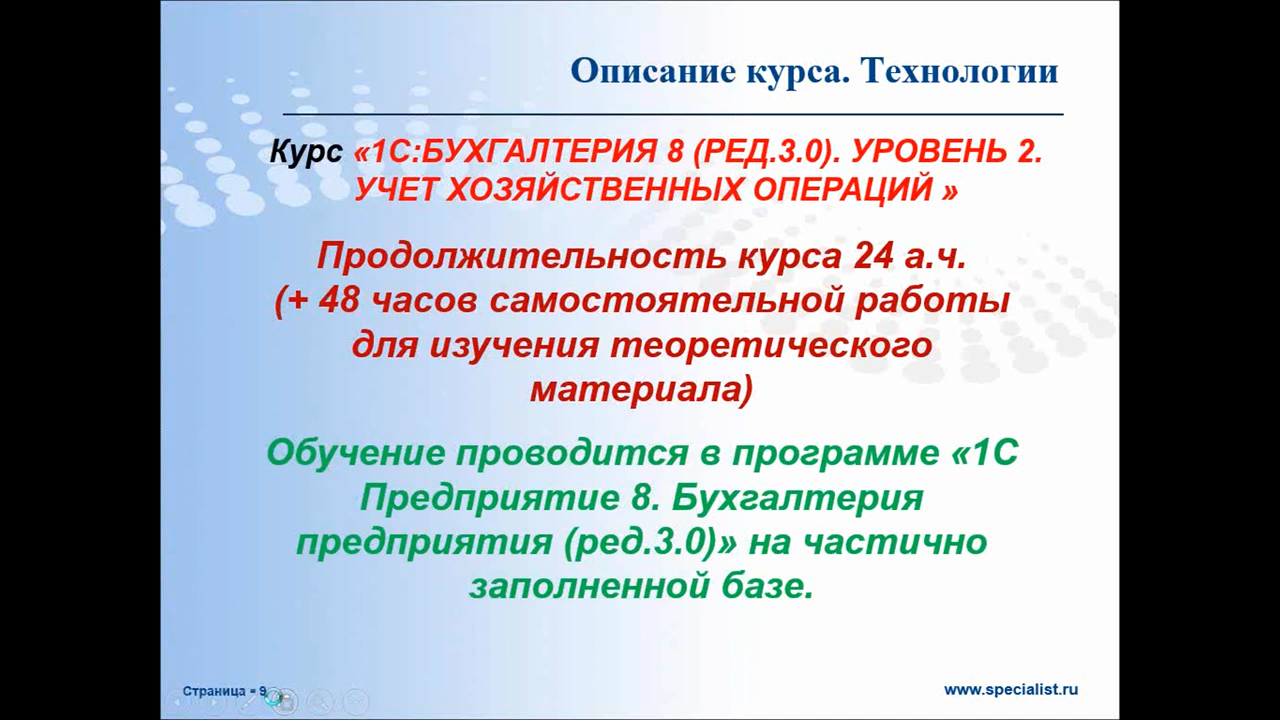 Описание курса. Технологии
Курс «1С:БУХГАЛТЕРИЯ 8 (РЕД.3.0). УРОВЕНЬ 2.
УЧЕТ ХОЗЯЙСТВЕННЫХ ОПЕРАЦИЙ »
Продолжительность курса 24 а.ч.
(+ 48 часов самостоятельной работы
для изучения теоретического
материала)
Обучение проводится в программе «1С
Предприятие 8. Бухгалтерия
предприятия (ред.3.0)» на частично
заполненной базе.
Страница = 9
www.specialist.ru